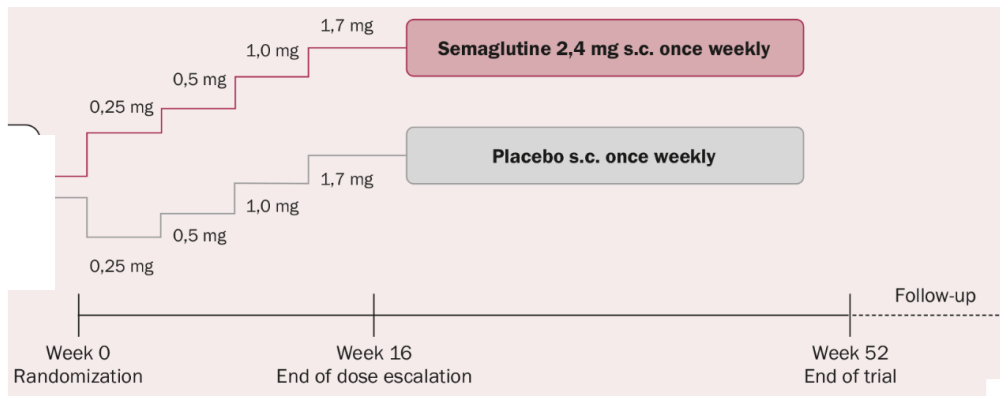 1,7 mg
1,0 mg
0,5 mg
0,25 mg
Semaglutine 2,4 mg s.c. once weekly
Placebo s.c. once weekly
1,7 mg
1,0 mg
0,5 mg
0,25 mg
Follow-up
Week 0
Randomization
Week 16
End of dose escalation
Week 52
End of trial